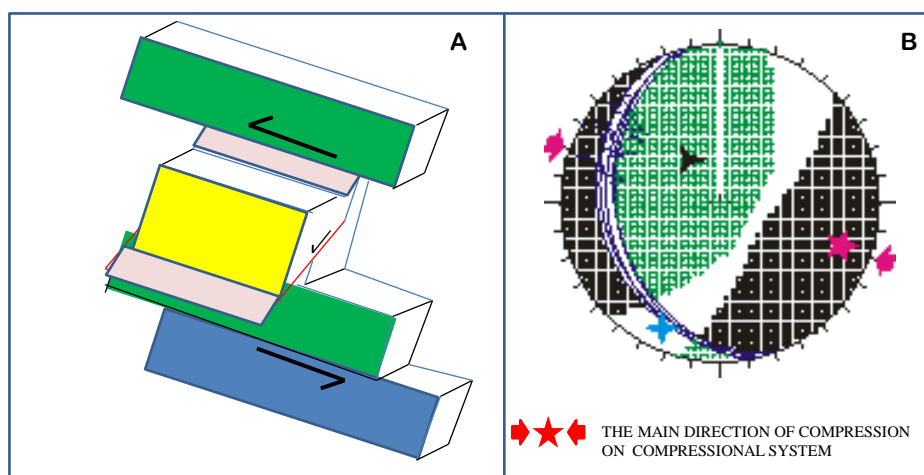 A
B
THE MAIN DIRECTION OF COMPRESSION
ON COMPRESSIONAL SYSTEM